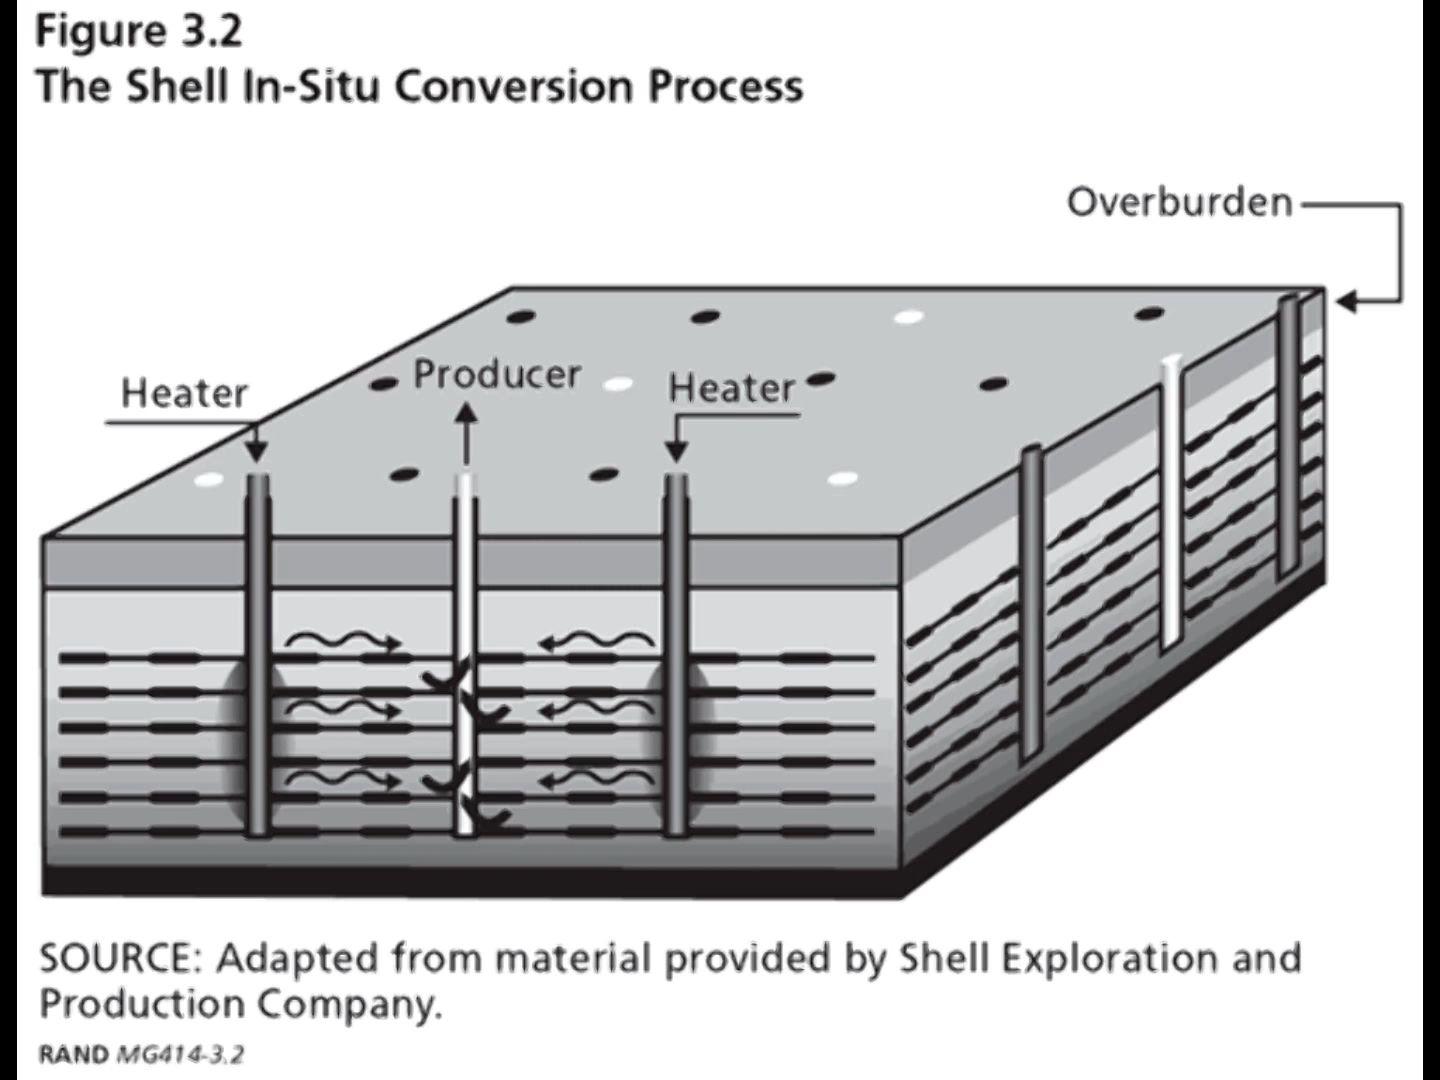 Figure 3.2
The Shell In-Situ Conversion Process
Overburden
Producer
Heater
Heater
SOURCE: Adapted from material provided by Shell Exploration and
Production Company.
RAND MG414-3.2